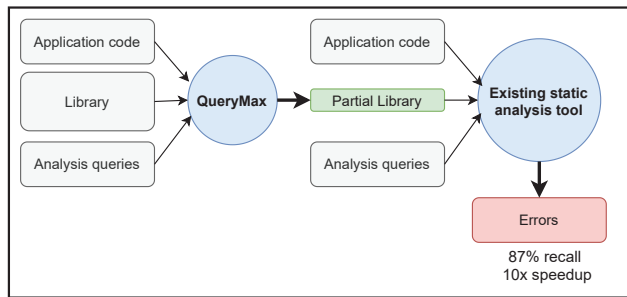 Application code
Library
Analysis queries
QueryMax
Application code
Partial Library
Analysis queries
Existing static
analysis tool
Errors
87% recall
10x speedup